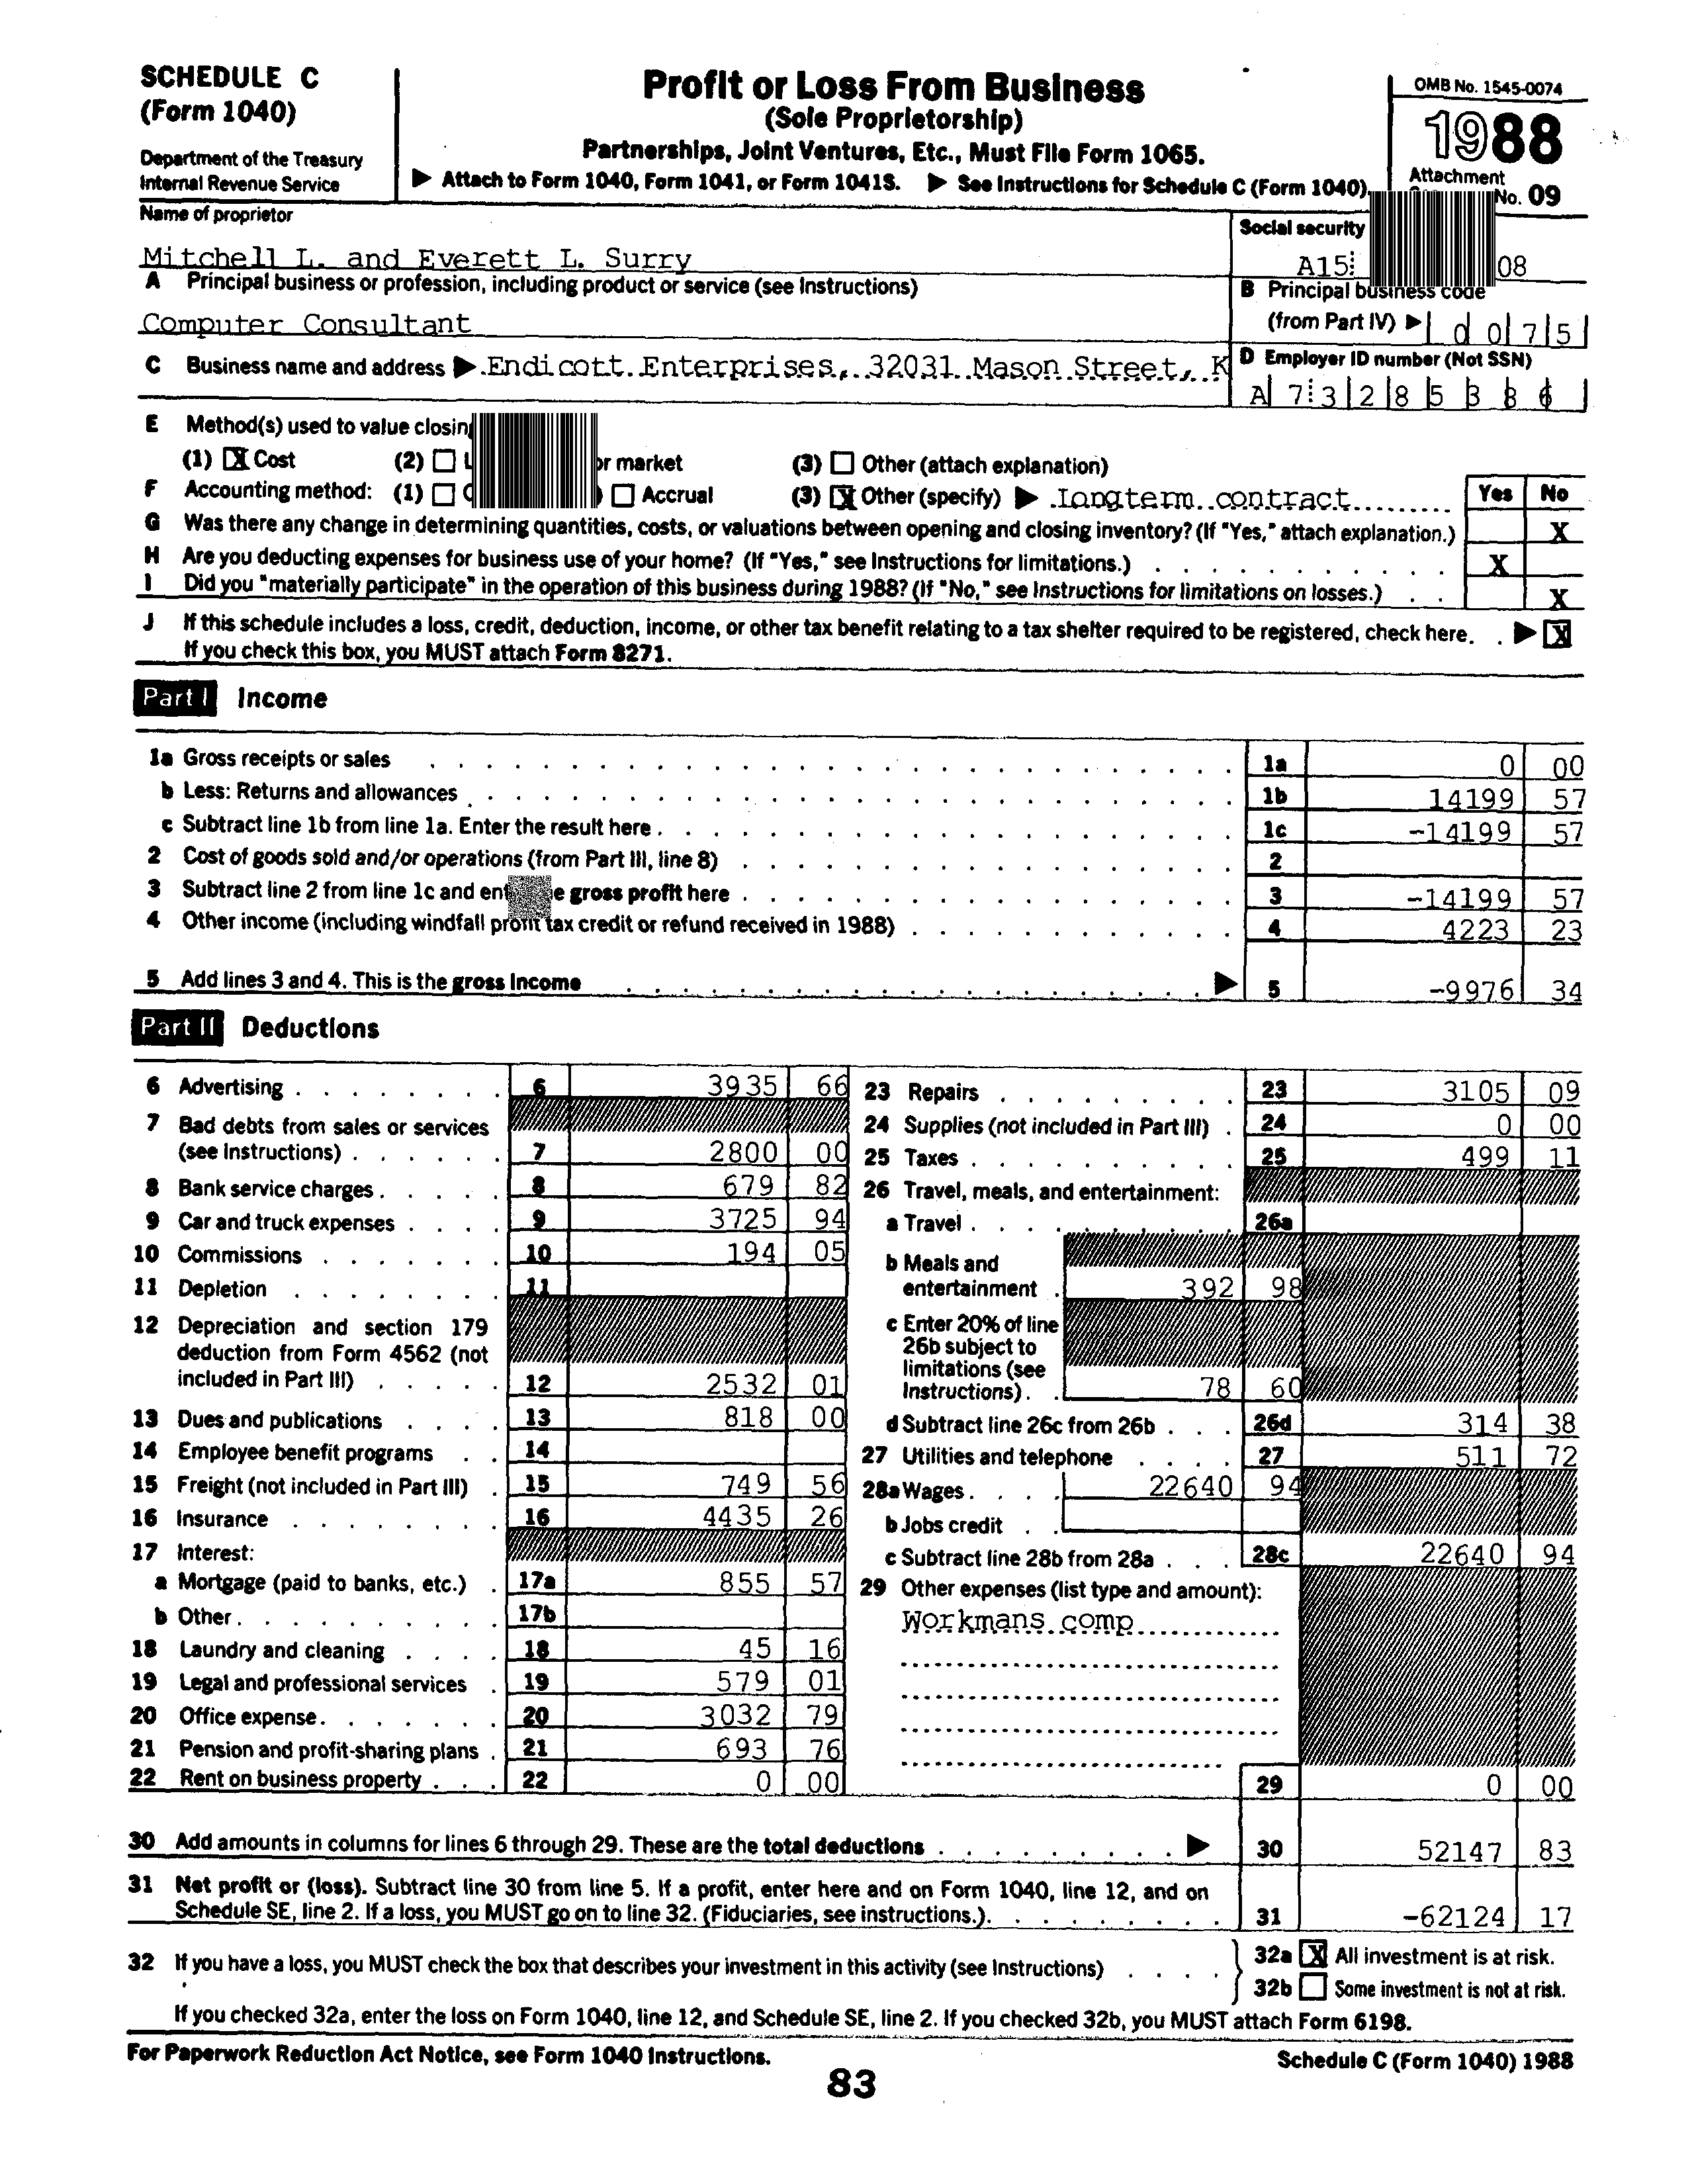 SCHEDULE C
(Form 1040)
Department of the Treasury
Internal Revenue Service
Profit or Loss From Business
(Sole Proprietorship)
Partnerships, Joint Ventures, Etc., Must File Form 1065.
▶ Attach to Form 1040, Form 1041, or Form 1041S. ▶ See Instructions for Schedule C (Form 1040).
OMB No. 1545-0074
1988
Attachment
No. 09
Name of proprietor
Mitchell L. and Everett L. Surry
Social security
A15 08
A Principal business or profession, including product or service (see Instructions)
Computer Consultant
B Principal business code
(from Part IV) ▶ 0 0 7 5
C Business name and address ▶ Endicott Enterprises, 32031 Mason Street, K
D Employer ID number (Not SSN)
A 7 3 2 8 5 3 8 6
E Method(s) used to value closing
(1) [X] Cost (2) [ ] or market (3) [ ] Other (attach explanation)
F Accounting method: (1) [ ] [ ] Accrual (3) [X] Other (specify) ▶ longterm contract
Yes No
G Was there any change in determining quantities, costs, or valuations between opening and closing inventory? (If "Yes," attach explanation.) X
H Are you deducting expenses for business use of your home? (If "Yes," see Instructions for limitations.) X
I Did you "materially participate" in the operation of this business during 1988? (If "No," see Instructions for limitations on losses.) X
J If this schedule includes a loss, credit, deduction, income, or other tax benefit relating to a tax shelter required to be registered, check here. ▶ [X]
If you check this box, you MUST attach Form 8271.
Part I Income
1a Gross receipts or sales 1a 0 00
b Less: Returns and allowances 1b 14199 57
c Subtract line 1b from line 1a. Enter the result here 1c -14199 57
2 Cost of goods sold and/or operations (from Part III, line 8) 2
3 Subtract line 2 from line 1c and ent e gross profit here 3 -14199 57
4 Other income (including windfall profit tax credit or refund received in 1988) 4 4223 23
5 Add lines 3 and 4. This is the gross income ▶ 5 -9976 34
Part II Deductions
6 Advertising 6 3935 66
7 Bad debts from sales or services
(see Instructions) 7 2800 00
8 Bank service charges 8 679 82
9 Car and truck expenses 9 3725 94
10 Commissions 10 194 05
11 Depletion 11
12 Depreciation and section 179
deduction from Form 4562 (not
included in Part III) 12 2532 01
13 Dues and publications 13 818 00
14 Employee benefit programs 14
15 Freight (not included in Part III) 15 749 56
16 Insurance 16 4435 26
17 Interest:
a Mortgage (paid to banks, etc.) 17a 855 57
b Other 17b
18 Laundry and cleaning 18 45 16
19 Legal and professional services 19 579 01
20 Office expense 20 3032 79
21 Pension and profit-sharing plans 21 693 76
22 Rent on business property 22 0 00
23 Repairs 23 3105 09
24 Supplies (not included in Part III) 24 0 00
25 Taxes 25 499 11
26 Travel, meals, and entertainment:
a Travel 26a
b Meals and
entertainment 392 98
c Enter 20% of line
26b subject to
limitations (see
Instructions) 78 60
d Subtract line 26c from 26b 26d 314 38
27 Utilities and telephone 27 511 72
28a Wages 22640 94
b Jobs credit
c Subtract line 28b from 28a 28c 22640 94
29 Other expenses (list type and amount):
Workmans comp
29 0 00
30 Add amounts in columns for lines 6 through 29. These are the total deductions ▶ 30 52147 83
31 Net profit or (loss). Subtract line 30 from line 5. If a profit, enter here and on Form 1040, line 12, and on
Schedule SE, line 2. If a loss, you MUST go on to line 32. (Fiduciaries, see instructions.) 31 -62124 17
32 If you have a loss, you MUST check the box that describes your investment in this activity (see Instructions)
32a [X] All investment is at risk.
32b [ ] Some investment is not at risk.
If you checked 32a, enter the loss on Form 1040, line 12, and Schedule SE, line 2. If you checked 32b, you MUST attach Form 6198.
For Paperwork Reduction Act Notice, see Form 1040 Instructions.
Schedule C (Form 1040) 1988
83